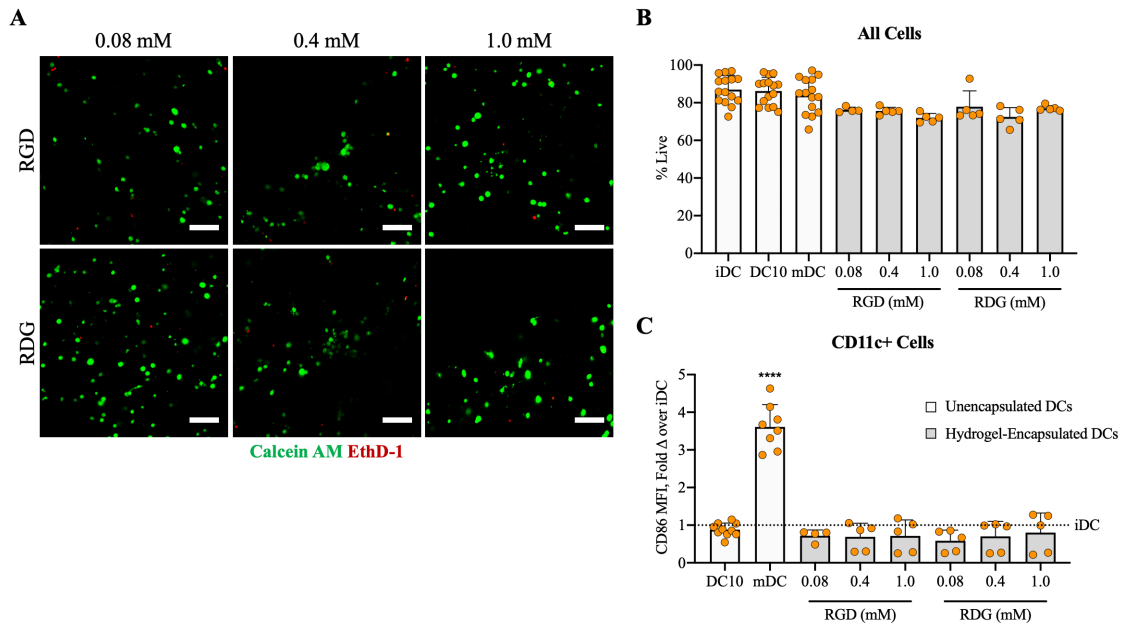 A
0.08 mM 0.4 mM 1.0 mM
RGD
RDG
Calcein AM EthD-1
B
All Cells
% Live
100
80
60
40
20
0
iDC DC10 mDC 0.08 0.4 1.0 0.08 0.4 1.0
RGD (mM) RDG (mM)
C
CD11c+ Cells
CD86 MFI, Fold Δ over iDC
5
4
3
2
1
0
****
Unencapsulated DCs
Hydrogel-Encapsulated DCs
iDC
DC10 mDC 0.08 0.4 1.0 0.08 0.4 1.0
RGD (mM) RDG (mM)